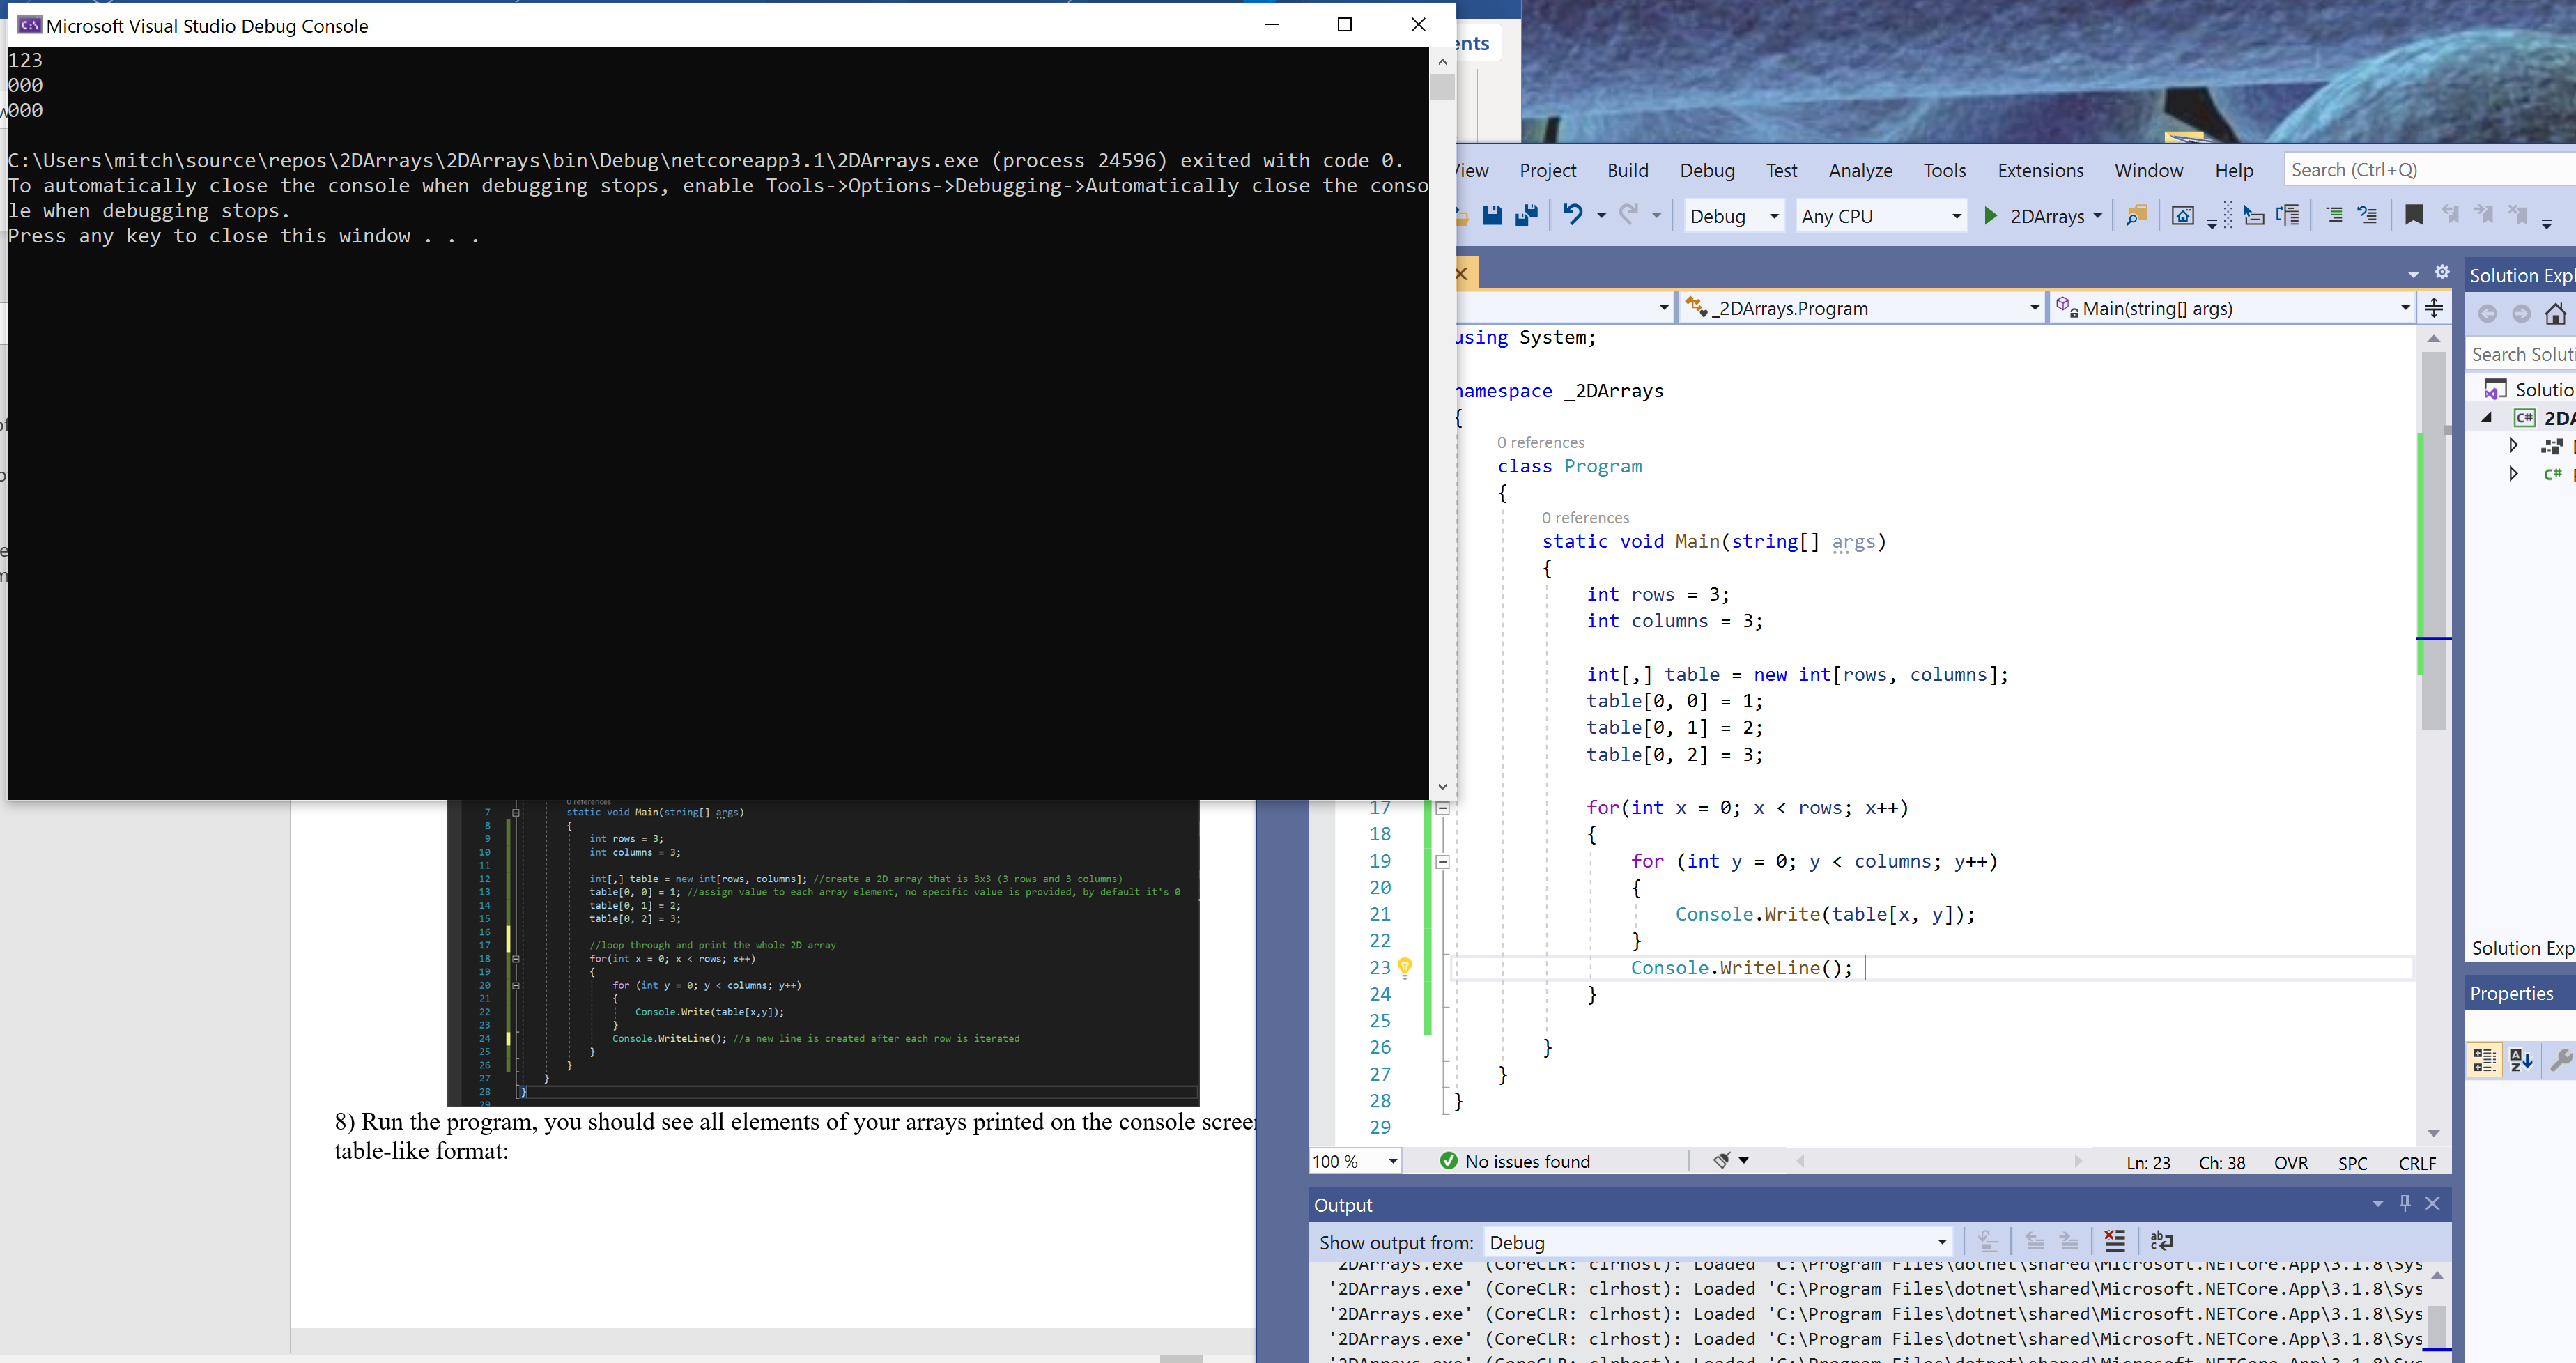 Microsoft Visual Studio Debug Console
123
000
000
C:\Users\mitch\source\repos\2DArrays\2DArrays\bin\Debug\netcoreapp3.1\2DArrays.exe (process 24596) exited with code 0.
To automatically close the console when debugging stops, enable Tools->Options->Debugging->Automatically close the conso
le when debugging stops.
Press any key to close this window . . .
7 static void Main(string[] args)
8 {
9 int rows = 3;
10 int columns = 3;
11
12 int[,] table = new int[rows, columns]; //create a 2D array that is 3x3 (3 rows and 3 columns)
13 table[0, 0] = 1; //assign value to each array element, no specific value is provided, by default it's 0
14 table[0, 1] = 2;
15 table[0, 2] = 3;
16
17 //loop through and print the whole 2D array
18 for(int x = 0; x < rows; x++)
19 {
20 for (int y = 0; y < columns; y++)
21 {
22 Console.Write(table[x,y]);
23 }
24 Console.WriteLine(); //a new line is created after each row is iterated
25 }
26 }
27 }
28 }
29
8) Run the program, you should see all elements of your arrays printed on the console screen
table-like format:
ents
View Project Build Debug Test Analyze Tools Extensions Window Help Search (Ctrl+Q)
Debug Any CPU 2DArrays
_2DArrays.Program Main(string[] args)
using System;
namespace _2DArrays
{
0 references
class Program
{
0 references
static void Main(string[] args)
{
int rows = 3;
int columns = 3;
int[,] table = new int[rows, columns];
table[0, 0] = 1;
table[0, 1] = 2;
table[0, 2] = 3;
17 for(int x = 0; x < rows; x++)
18 {
19 for (int y = 0; y < columns; y++)
20 {
21 Console.Write(table[x, y]);
22 }
23 Console.WriteLine();
24 }
25
26 }
27 }
28 }
29
100 % No issues found Ln: 23 Ch: 38 OVR SPC CRLF
Output
Show output from: Debug
'2DArrays.exe' (CoreCLR: clrhost): Loaded 'C:\Program Files\dotnet\shared\Microsoft.NETCore.App\3.1.8\Sys
'2DArrays.exe' (CoreCLR: clrhost): Loaded 'C:\Program Files\dotnet\shared\Microsoft.NETCore.App\3.1.8\Sys
'2DArrays.exe' (CoreCLR: clrhost): Loaded 'C:\Program Files\dotnet\shared\Microsoft.NETCore.App\3.1.8\Sys
'2DArrays.exe' (CoreCLR: clrhost): Loaded 'C:\Program Files\dotnet\shared\Microsoft.NETCore.App\3.1.8\Sys
Solution Expl
Search Soluti
Solutio
C# 2DA
C#
Solution Exp
Properties